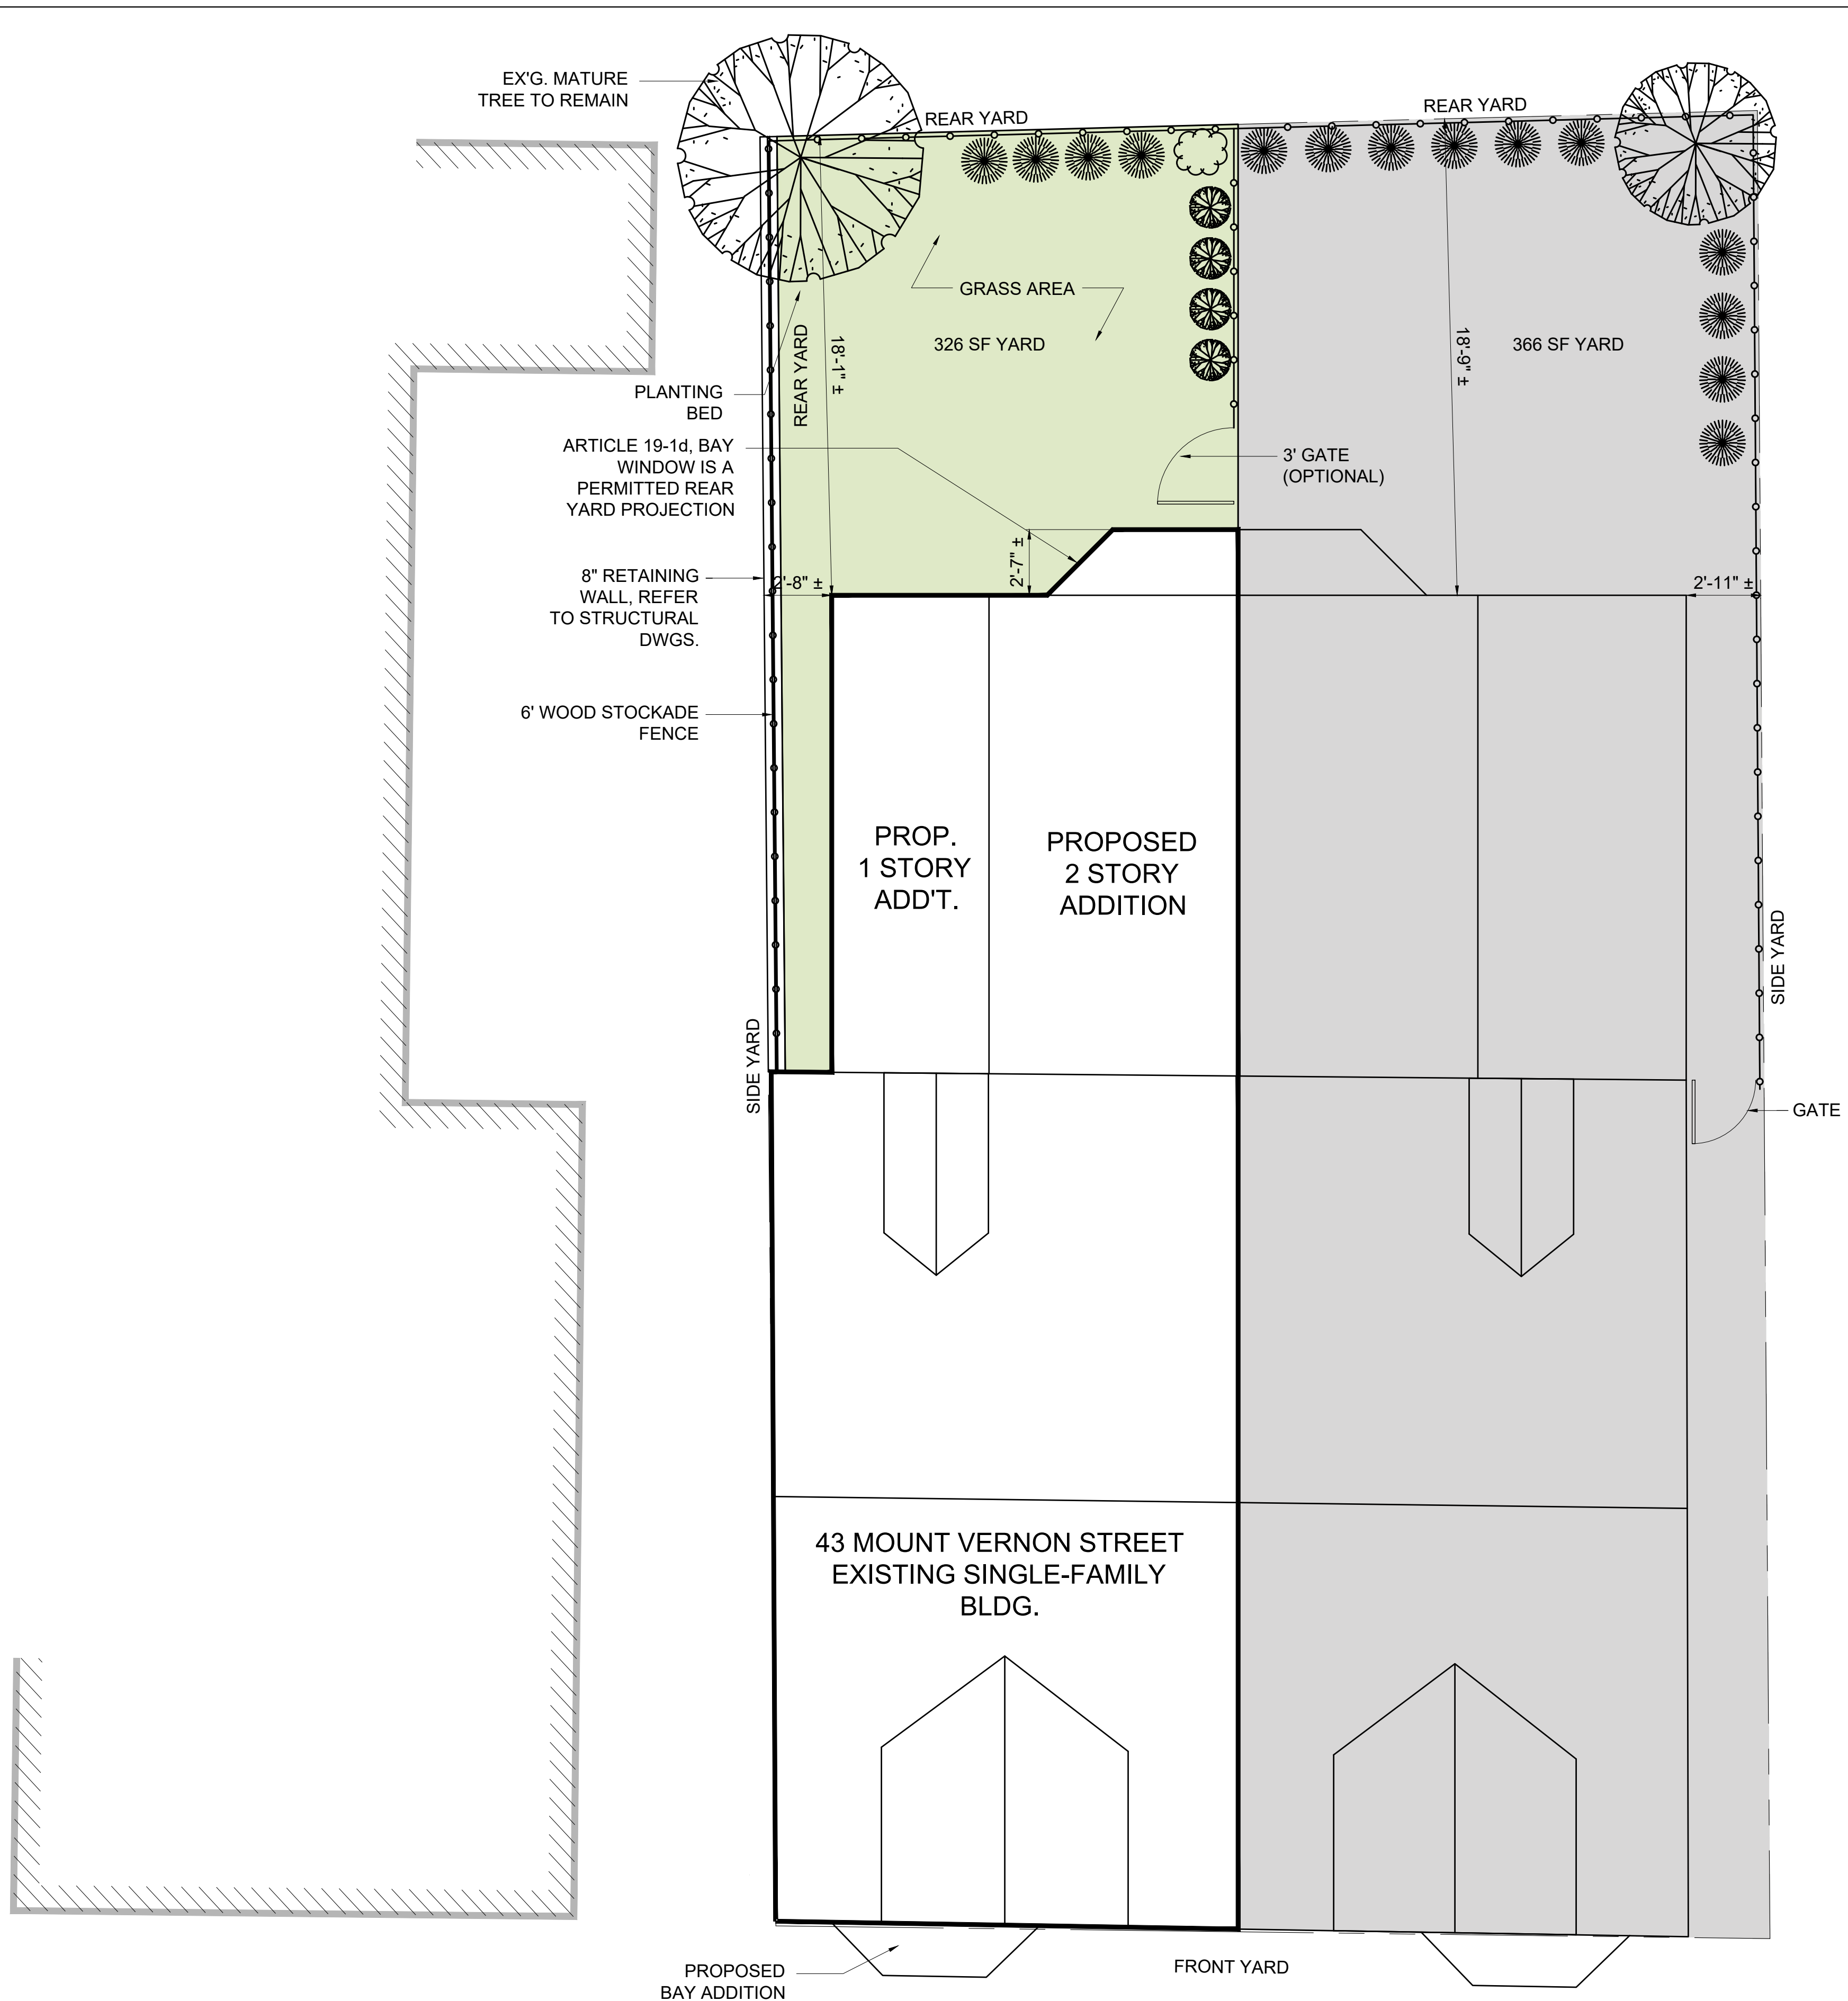 EX'G. MATURE
TREE TO REMAIN
REAR YARD
REAR YARD
GRASS AREA
326 SF YARD
366 SF YARD
REAR YARD
18'-1" ±
18'-9" ±
PLANTING
BED
ARTICLE 19-1d, BAY
WINDOW IS A
PERMITTED REAR
YARD PROJECTION
3' GATE
(OPTIONAL)
2'-7" ±
8" RETAINING
WALL, REFER
TO STRUCTURAL
DWGS.
2'-8" ±
2'-11" ±
6' WOOD STOCKADE
FENCE
PROP.
1 STORY
ADD'T.
PROPOSED
2 STORY
ADDITION
SIDE YARD
SIDE YARD
GATE
43 MOUNT VERNON STREET
EXISTING SINGLE-FAMILY
BLDG.
PROPOSED
BAY ADDITION
FRONT YARD